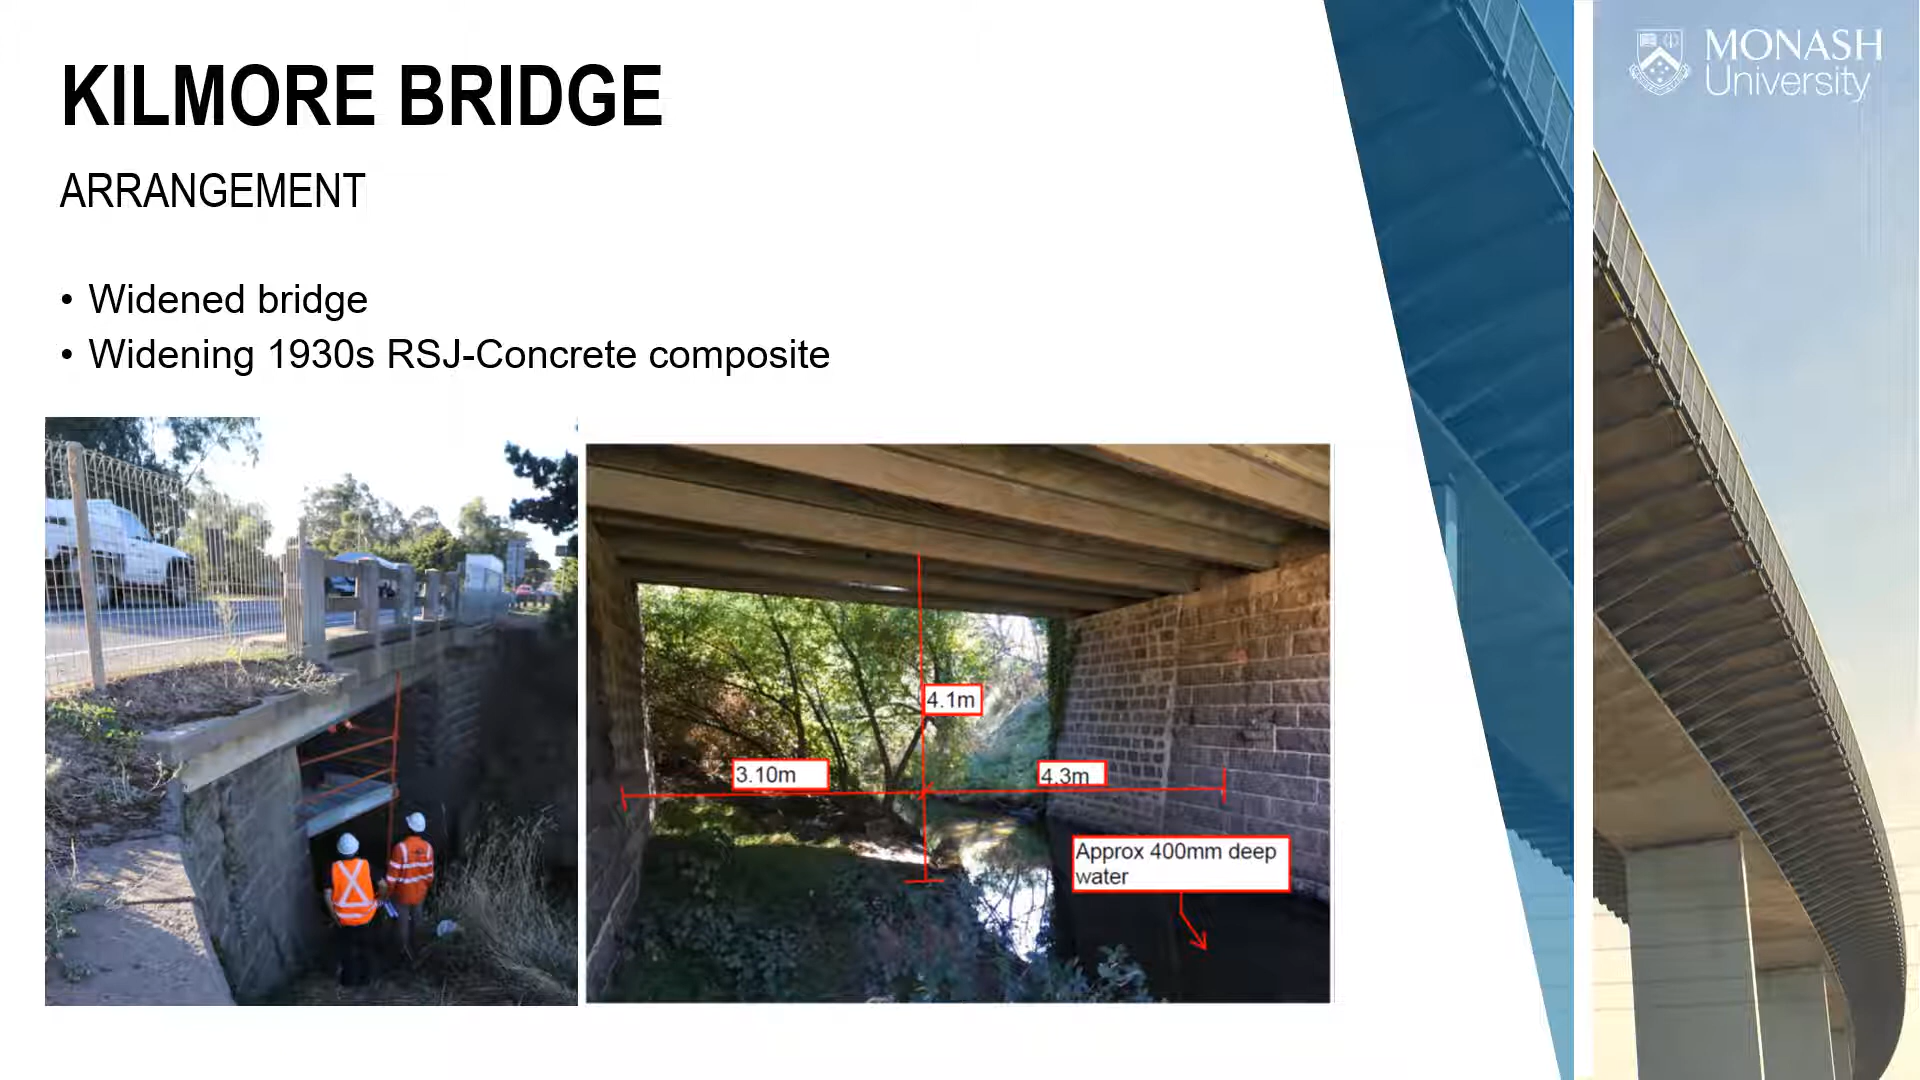 KILMORE BRIDGE
ARRANGEMENT
• Widened bridge
• Widening 1930s RSJ-Concrete composite
MONASH
University
4.1m
3.10m
4.3m
Approx 400mm deep
water